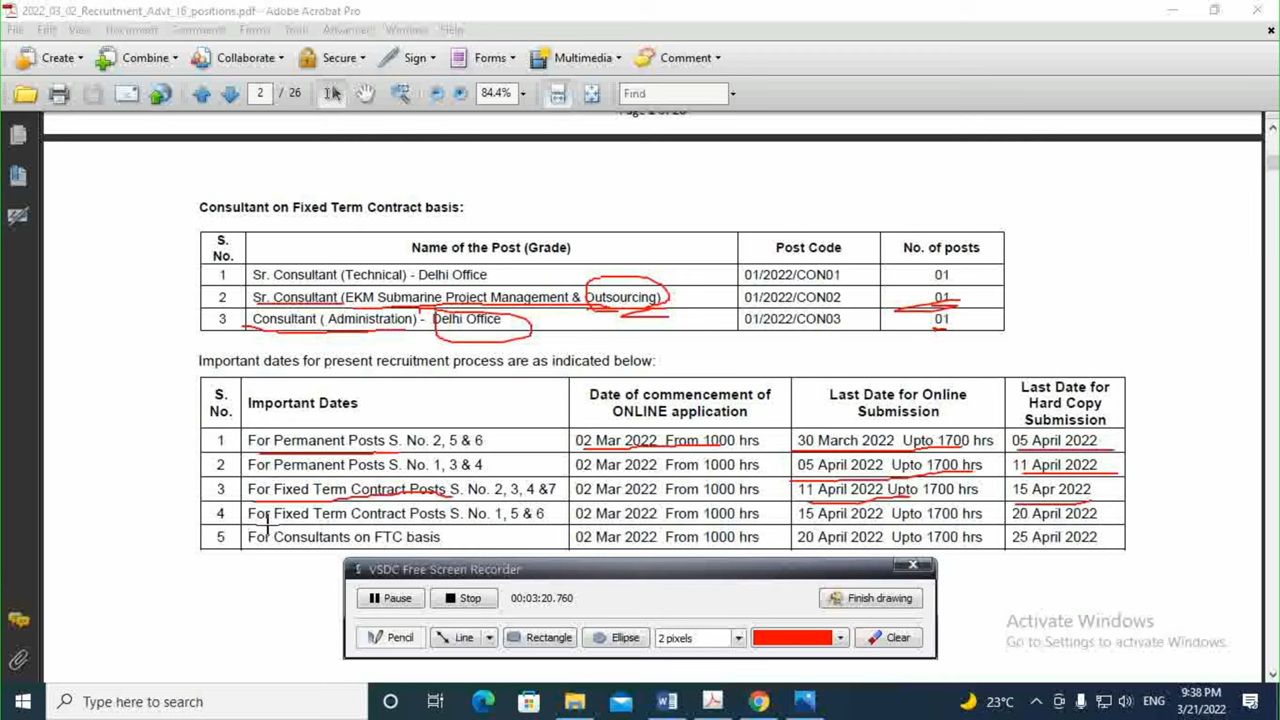 2022_03_02_Recruitment_Advt_16_positions.pdf - Adobe Acrobat Pro
File Edit View Document Comments Forms Tools Advanced Window Help
Create Combine Collaborate Secure Sign Forms Multimedia Comment
2 / 26 84.4% Find
Consultant on Fixed Term Contract basis:
S. No. Name of the Post (Grade) Post Code No. of posts
1 Sr. Consultant (Technical) - Delhi Office 01/2022/CON01 01
2 Sr. Consultant (EKM Submarine Project Management & Outsourcing) 01/2022/CON02 01
3 Consultant ( Administration) - Delhi Office 01/2022/CON03 01
Important dates for present recruitment process are as indicated below:
S. No. Important Dates Date of commencement of ONLINE application Last Date for Online Submission Last Date for Hard Copy Submission
1 For Permanent Posts S. No. 2, 5 & 6 02 Mar 2022 From 1000 hrs 30 March 2022 Upto 1700 hrs 05 April 2022
2 For Permanent Posts S. No. 1, 3 & 4 02 Mar 2022 From 1000 hrs 05 April 2022 Upto 1700 hrs 11 April 2022
3 For Fixed Term Contract Posts S. No. 2, 3, 4 &7 02 Mar 2022 From 1000 hrs 11 April 2022 Upto 1700 hrs 15 Apr 2022
4 For Fixed Term Contract Posts S. No. 1, 5 & 6 02 Mar 2022 From 1000 hrs 15 April 2022 Upto 1700 hrs 20 April 2022
5 For Consultants on FTC basis 02 Mar 2022 From 1000 hrs 20 April 2022 Upto 1700 hrs 25 April 2022
VSDC Free Screen Recorder
Pause Stop 00:03:20.760 Finish drawing
Pencil Line Rectangle Ellipse 2 pixels Clear
Activate Windows
Go to Settings to activate Windows.
Type here to search 23°C ENG 9:38 PM
3/21/2022